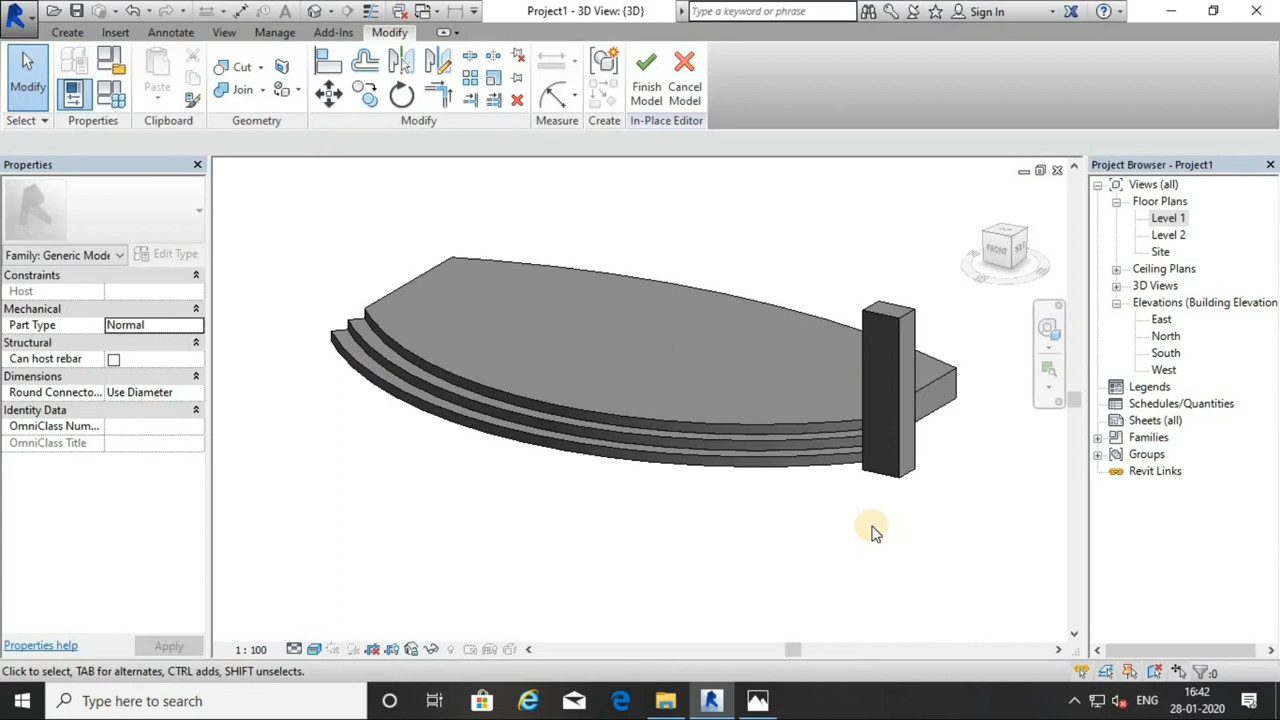 Project1 - 3D View: {3D}
Type a keyword or phrase
Sign In
Create Insert Annotate View Manage Add-Ins Modify
Modify
Paste
Cut
Join
Finish Model
Cancel Model
Select Properties Clipboard Geometry Modify Measure Create In-Place Editor
Properties
Family: Generic Mode
Edit Type
Constraints
Host
Mechanical
Part Type Normal
Structural
Can host rebar
Dimensions
Round Connecto... Use Diameter
Identity Data
OmniClass Num...
OmniClass Title
Properties help
Apply
FRONT
1 : 100
Project Browser - Project1
Views (all)
Floor Plans
Level 1
Level 2
Site
Ceiling Plans
3D Views
Elevations (Building Elevation
East
North
South
West
Legends
Schedules/Quantities
Sheets (all)
Families
Groups
Revit Links
Click to select, TAB for alternates, CTRL adds, SHIFT unselects.
:0
Type here to search
ENG
16:42
28-01-2020